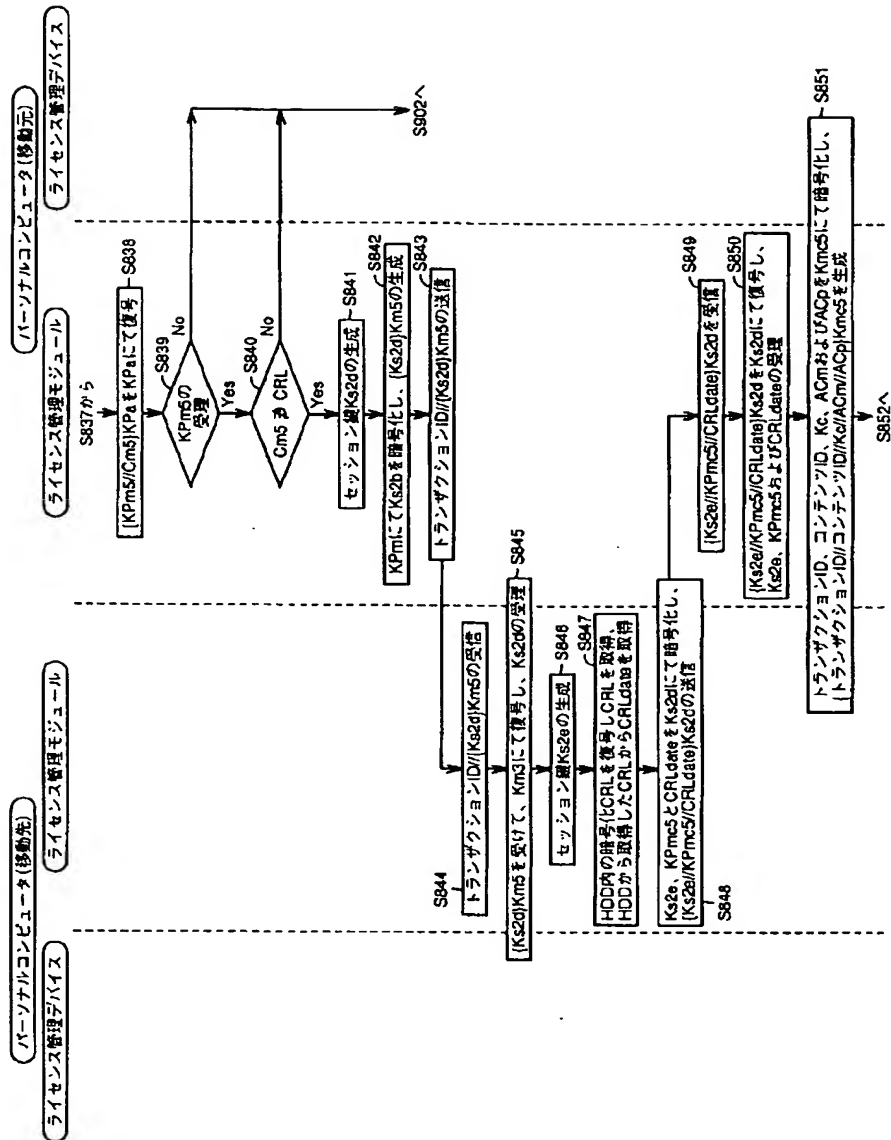 パーソナルコンピュータ(移動先)
パーソナルコンピュータ(移動元)
ライセンス管理デバイス
ライセンス管理モジュール
ライセンス管理モジュール
ライセンス管理デバイス
S837から
{KPm5//Cm5}KPaをKPaにて復号
S838
KPm5の
受理
S839
No
Yes
Cm5 ∌ CRL
S840
No
Yes
S902へ
セッション鍵Ks2dの生成
S841
KPmにてKs2bを暗号化し、{Ks2d}Km5の生成
S842
トランザクションID//{Ks2d}Km5の送信
S843
S844
トランザクションID//{Ks2d}Km5の受信
{Ks2d}Km5を受けて、Km3にて復号し、Ks2dの受理
S845
セッション鍵Ks2eの生成
S846
HDD内の暗号化CRLを復号しCRLを取得、
HDDから取得したCRLからCRLdateを取得
S847
Ks2e、KPmc5とCRLdateをKs2dにて暗号化し、
{Ks2e//KPmc5//CRLdate}Ks2dの送信
S848
{Ks2e//KPmc5//CRLdate}Ks2dを受信
S849
{Ks2e//KPmc5//CRLdate}Ks2dをKs2dにて復号し、
Ks2e、KPmc5およびCRLdateの受理
S850
トランザクションID、コンテンツID、Kc、ACmおよびACpをKmc5にて暗号化し、
{トランザクションID//コンテンツID//Kc//ACm//ACp}Kmc5を生成
S851
S852へ